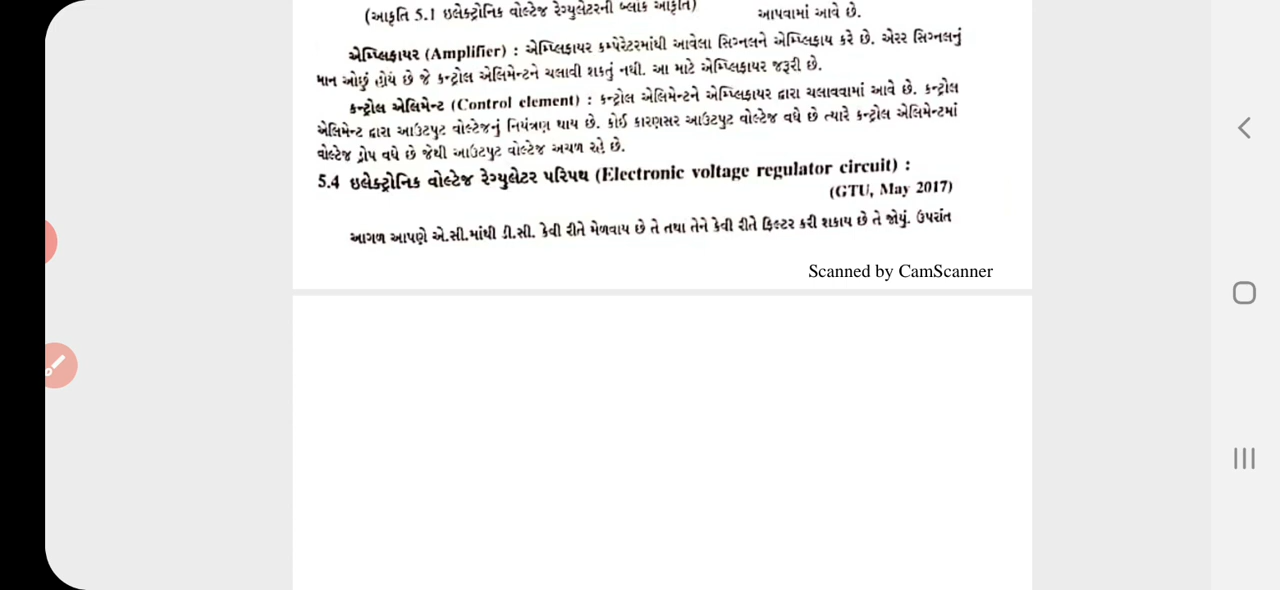 (આકૃતિ 5.1 ઇલેક્ટ્રોનિક વોલ્ટેજ રેગ્યુલેટરની બ્લૉક આકૃતિ) આપવામાં આવે છે.
એમ્પ્લિફાયર (Amplifier) : એમ્પ્લિફાયર કમ્પેરેટરમાંથી આવેલા સિગ્નલને એમ્પ્લિફાય કરે છે. એરર સિગ્નલનું
માન ઓછું હોય છે જે કન્ટ્રોલ એલિમેન્ટને ચલાવી શકતું નથી. આ માટે એમ્પ્લિફાયર જરૂરી છે.
કન્ટ્રોલ એલિમેન્ટ (Control element) : કન્ટ્રોલ એલિમેન્ટને એમ્પ્લિફાયર દ્વારા ચલાવવામાં આવે છે. કન્ટ્રોલ
એલિમેન્ટ દ્વારા આઉટપુટ વોલ્ટેજનું નિયંત્રણ થાય છે. કોઈ કારણસર આઉટપુટ વોલ્ટેજ વધે છે ત્યારે કન્ટ્રોલ એલિમેન્ટમાં
વોલ્ટેજ ડ્રોપ વધે છે જેથી આઉટપુટ વોલ્ટેજ અચળ રહે છે.
5.4 ઇલેક્ટ્રોનિક વોલ્ટેજ રેગ્યુલેટર પરિપથ (Electronic voltage regulator circuit) :
(GTU, May 2017)
આગળ આપણે એ.સી.માંથી ડી.સી. કેવી રીતે મેળવાય છે તે તથા તેને કેવી રીતે ફિલ્ટર કરી શકાય છે તે જોયું. ઉપરાંત
Scanned by CamScanner